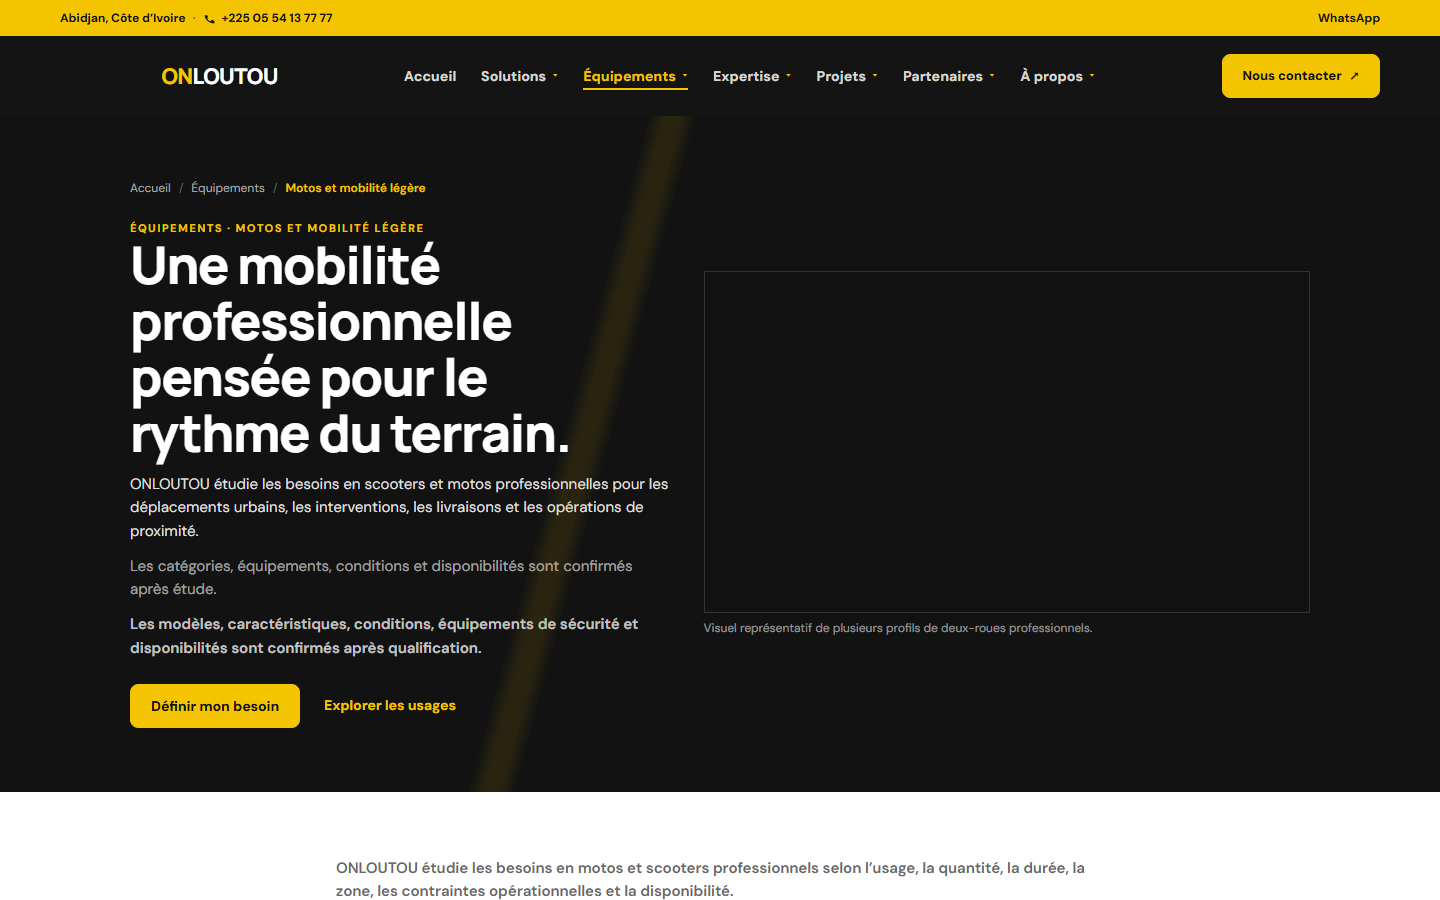 Abidjan, Côte d’Ivoire · +225 05 54 13 77 77
WhatsApp
ONLOUTOU
Accueil
Solutions
Équipements
Expertise
Projets
Partenaires
À propos
Nous contacter ↗
Accueil / Équipements / Motos et mobilité légère
ÉQUIPEMENTS · MOTOS ET MOBILITÉ LÉGÈRE
Une mobilité
professionnelle
pensée pour le
rythme du terrain.
ONLOUTOU étudie les besoins en scooters et motos professionnelles pour les
déplacements urbains, les interventions, les livraisons et les opérations de
proximité.
Les catégories, équipements, conditions et disponibilités sont confirmés
après étude.
Les modèles, caractéristiques, conditions, équipements de sécurité et
disponibilités sont confirmés après qualification.
Définir mon besoin
Explorer les usages
Visuel représentatif de plusieurs profils de deux-roues professionnels.
ONLOUTOU étudie les besoins en motos et scooters professionnels selon l’usage, la quantité, la durée, la
zone, les contraintes opérationnelles et la disponibilité.